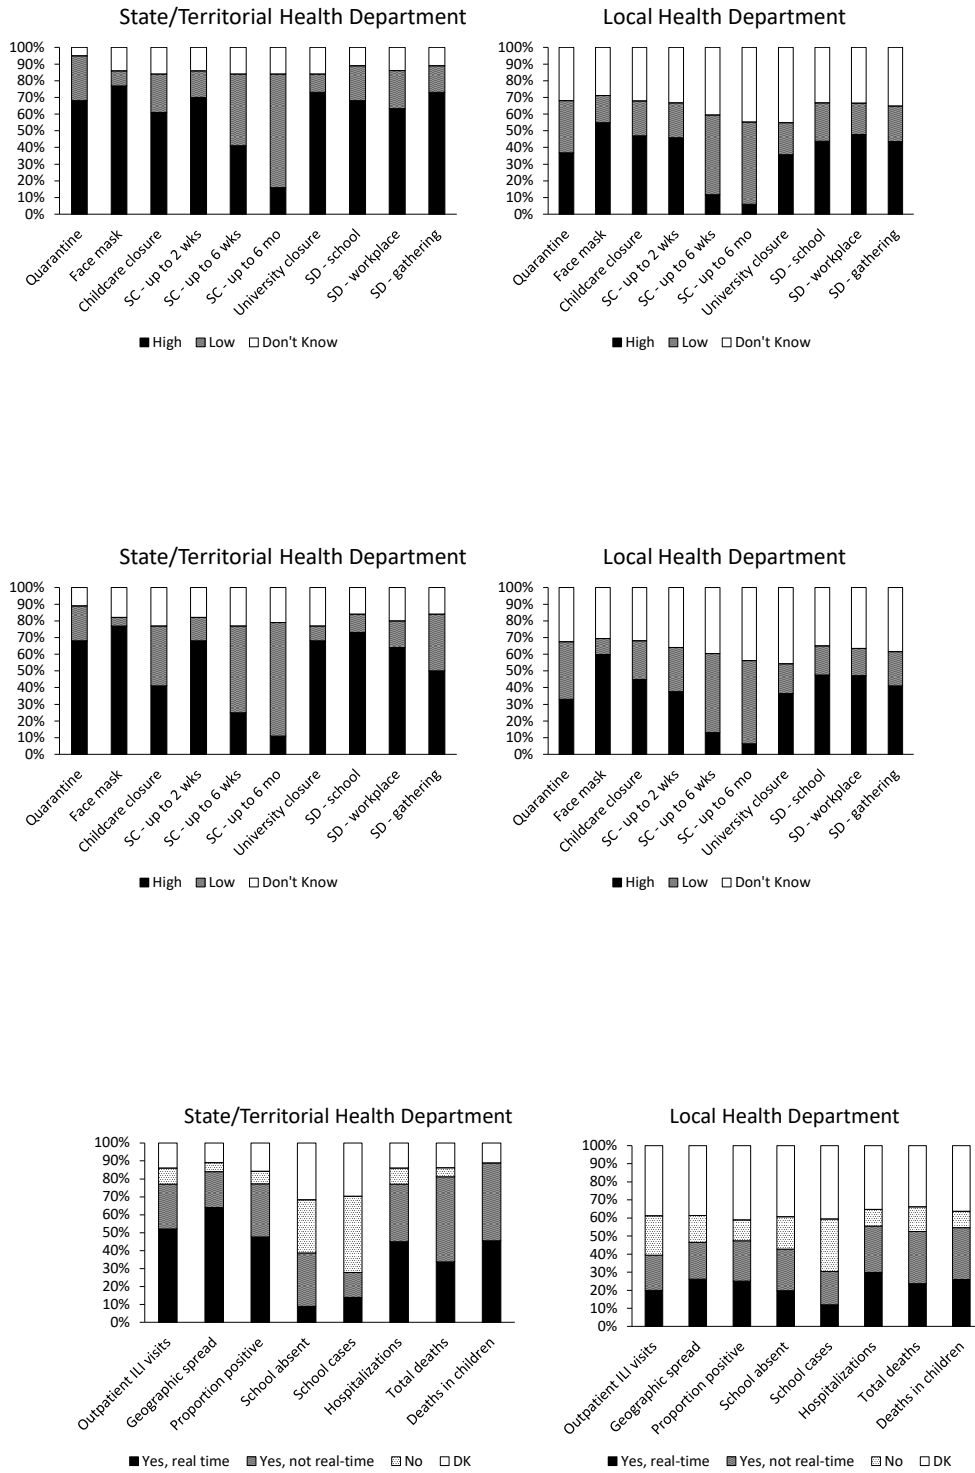 State/Territorial Health Department
100%
90%
80%
70%
60%
50%
40%
30%
20%
10%
0%
Quarantine
Face mask
Childcare closure
SC - up to 2 wks
SC - up to 6 wks
SC - up to 6 mo
University closure
SD - school
SD - workplace
SD - gathering
High Low Don't Know
Local Health Department
100%
90%
80%
70%
60%
50%
40%
30%
20%
10%
0%
Quarantine
Face mask
Childcare closure
SC - up to 2 wks
SC - up to 6 wks
SC - up to 6 mo
University closure
SD - school
SD - workplace
SD - gathering
High Low Don't Know
State/Territorial Health Department
100%
90%
80%
70%
60%
50%
40%
30%
20%
10%
0%
Quarantine
Face mask
Childcare closure
SC - up to 2 wks
SC - up to 6 wks
SC - up to 6 mo
University closure
SD - school
SD - workplace
SD - gathering
High Low Don't Know
Local Health Department
100%
90%
80%
70%
60%
50%
40%
30%
20%
10%
0%
Quarantine
Face mask
Childcare closure
SC - up to 2 wks
SC - up to 6 wks
SC - up to 6 mo
University closure
SD - school
SD - workplace
SD - gathering
High Low Don't Know
State/Territorial Health Department
100%
90%
80%
70%
60%
50%
40%
30%
20%
10%
0%
Outpatient ILI visits
Geographic spread
Proportion positive
School absent
School cases
Hospitalizations
Total deaths
Deaths in children
Yes, real time Yes, not real-time No DK
Local Health Department
100%
90%
80%
70%
60%
50%
40%
30%
20%
10%
0%
Outpatient ILI visits
Geographic spread
Proportion positive
School absent
School cases
Hospitalizations
Total deaths
Deaths in children
Yes, real-time Yes, not real-time No DK